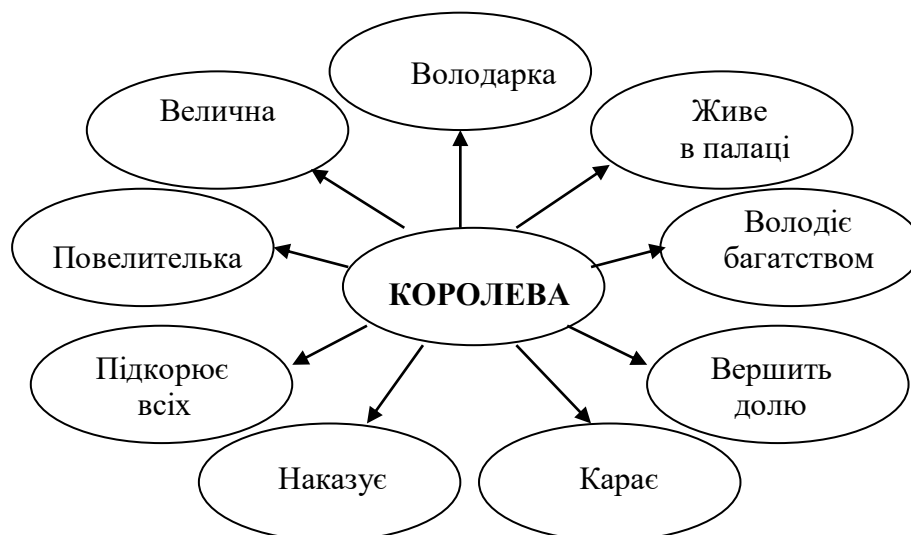 Володарка
Велична
Живе
в палаці
Повелителька
Володіє
багатством
КОРОЛЕВА
Підкорює
всіх
Вершить
долю
Наказує
Карає